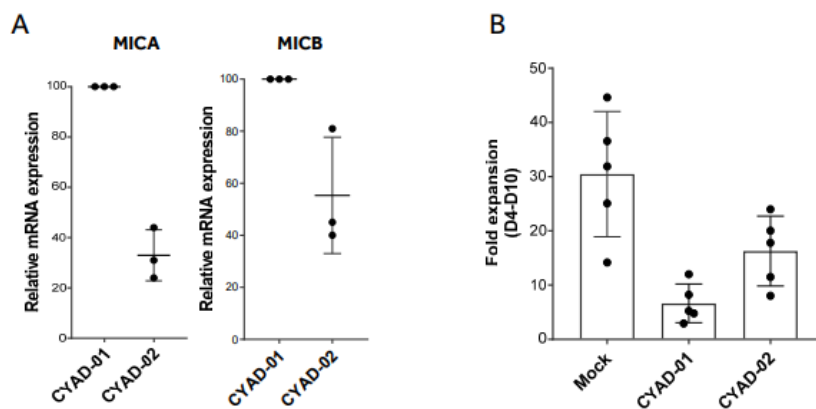 A
MICA
Relative mRNA expression
100
80
60
40
20
0
CYAD-01
CYAD-02
MICB
Relative mRNA expression
100
80
60
40
20
0
CYAD-01
CYAD-02
B
Fold expansion
(D4-D10)
50
40
30
20
10
0
Mock
CYAD-01
CYAD-02